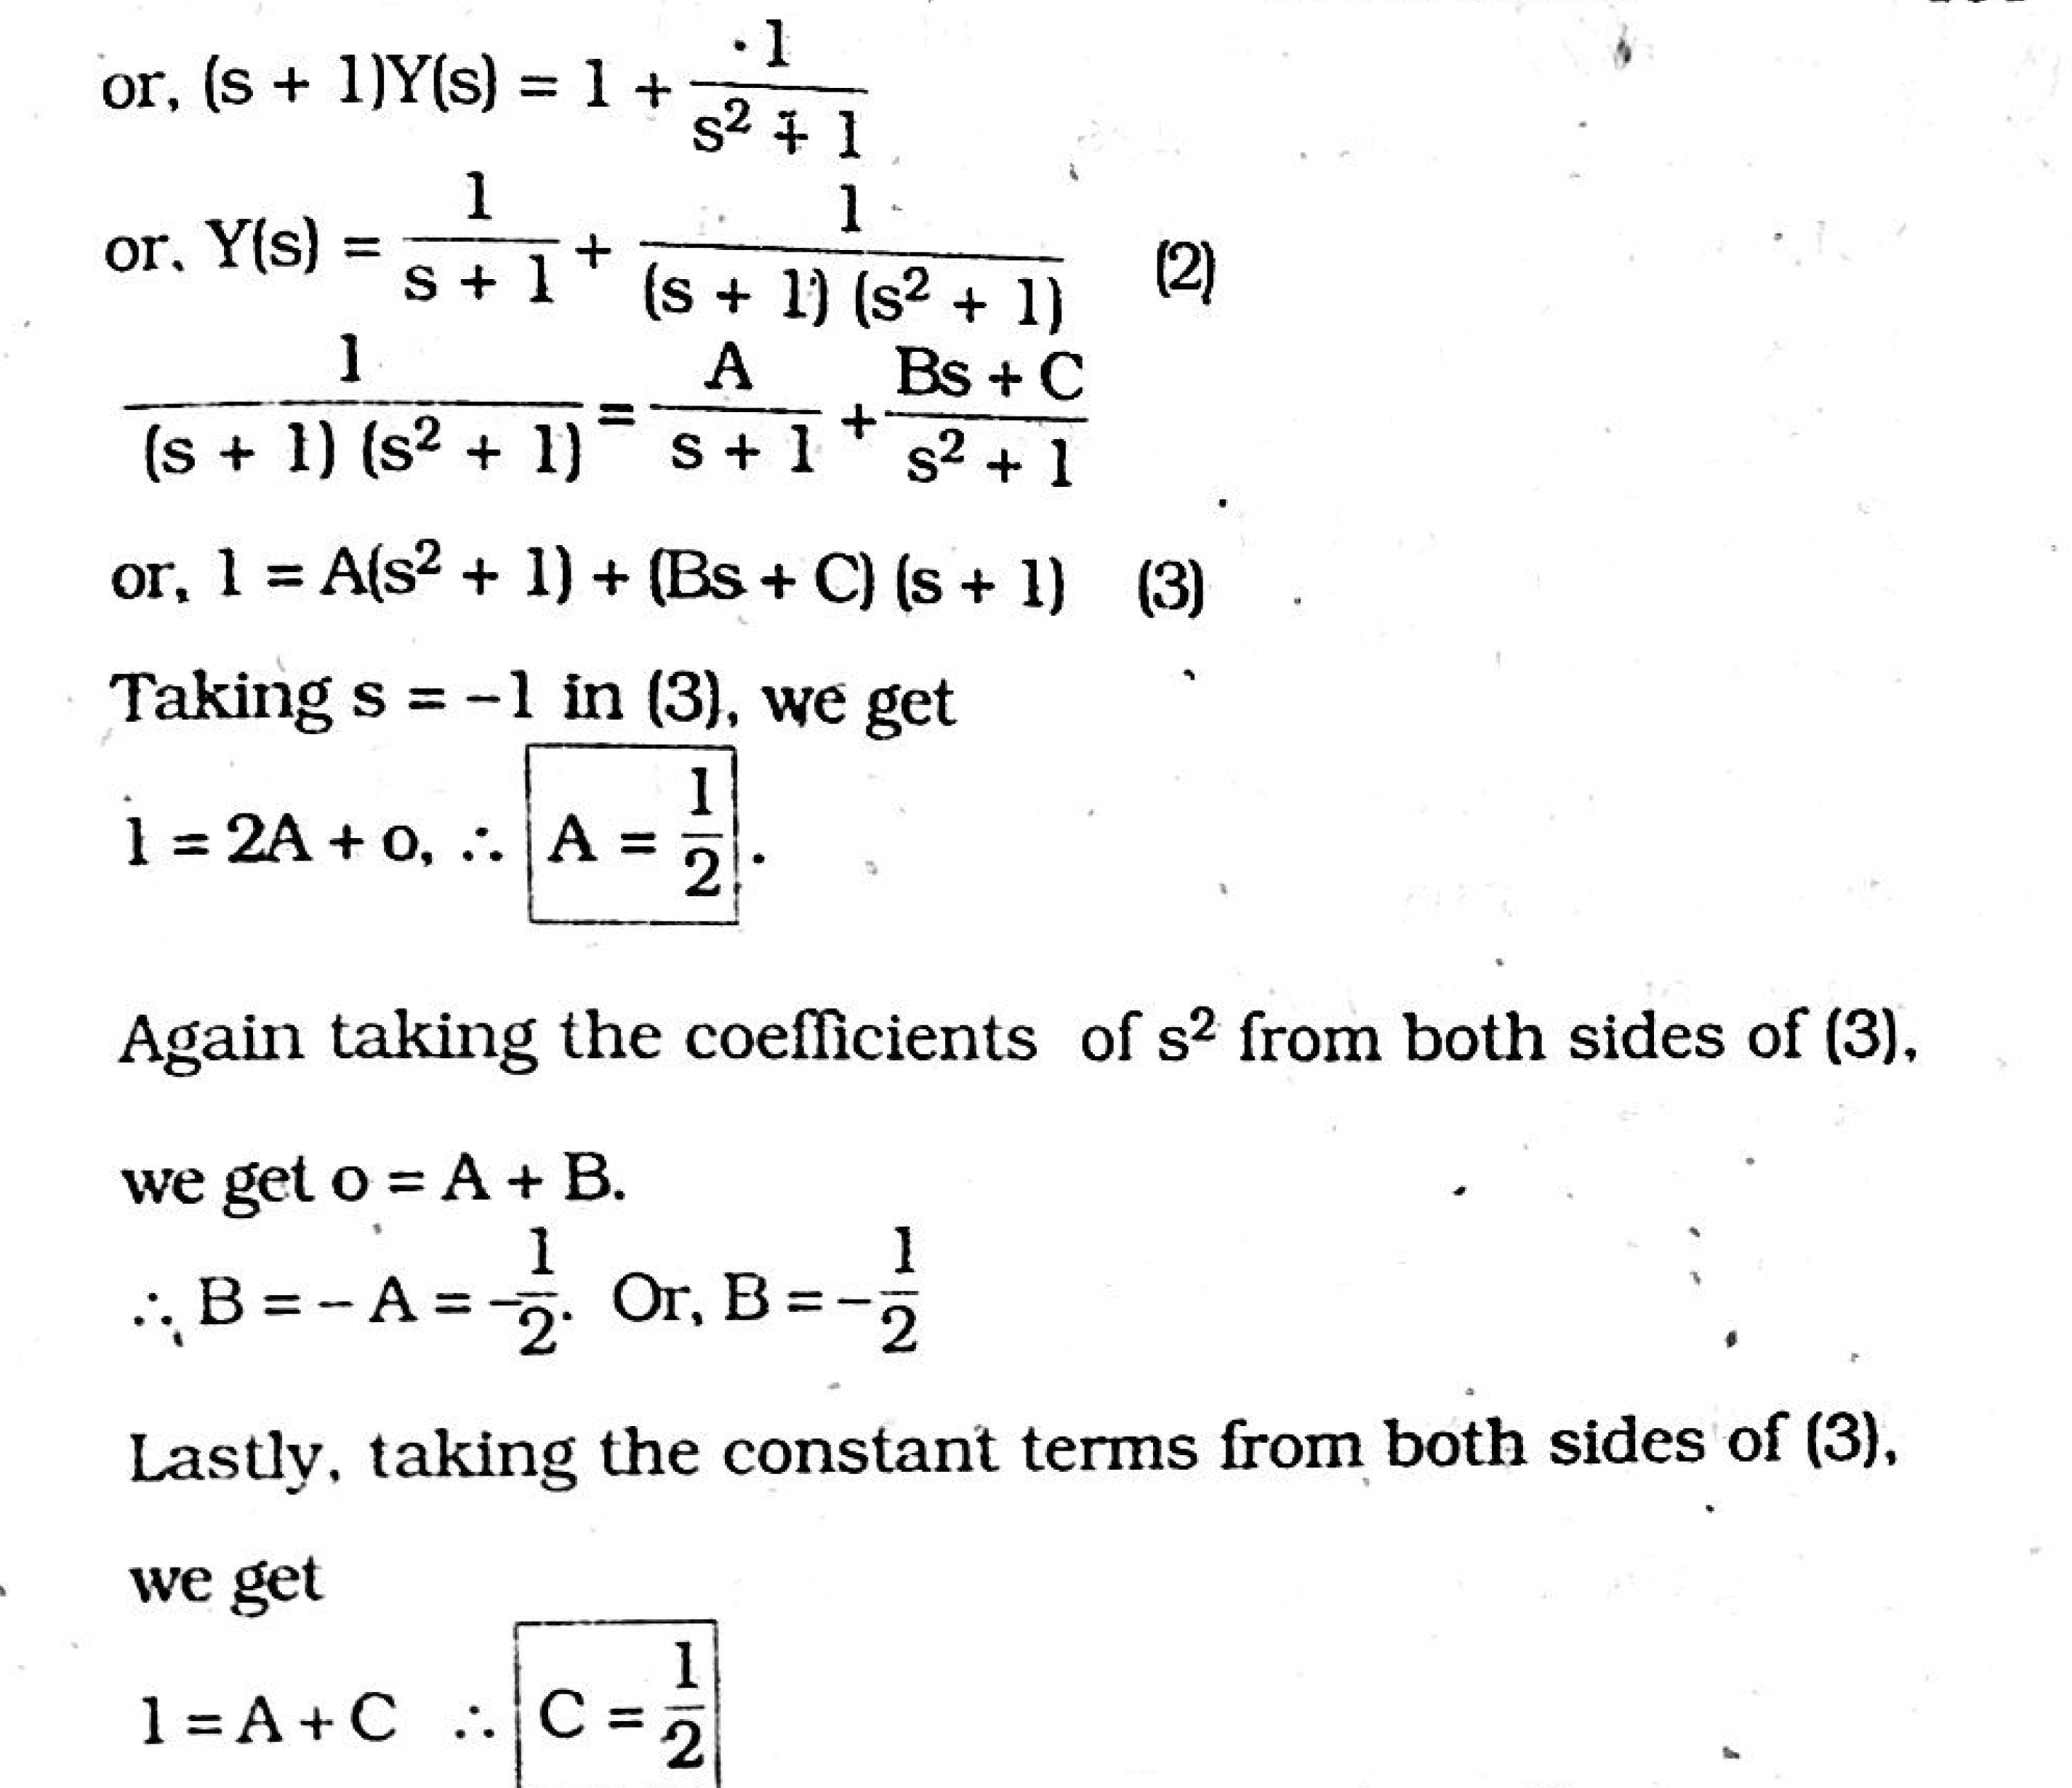 or, (s + 1)Y(s) = 1 + 1/(s² + 1)
or, Y(s) = 1/(s + 1) + 1/((s + 1) (s² + 1)) (2)
1/((s + 1) (s² + 1)) = A/(s + 1) + (Bs + C)/(s² + 1)
or, 1 = A(s² + 1) + (Bs + C) (s + 1) (3)
Taking s = −1 in (3), we get
1 = 2A + o, ∴ A = 1/2.
Again taking the coefficients of s² from both sides of (3),
we get o = A + B.
∴ B = − A = −1/2. Or, B = −1/2
Lastly, taking the constant terms from both sides of (3),
we get
1 = A + C ∴ C = 1/2